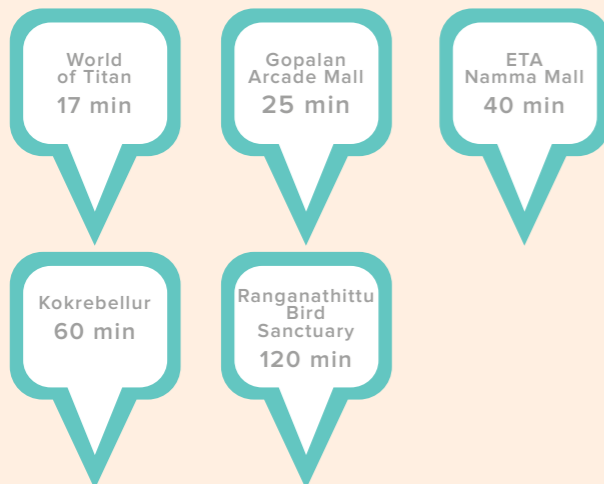 World
of Titan
17 min
Gopalan
Arcade Mall
25 min
ETA
Namma Mall
40 min
Kokrebellur
60 min
Ranganathittu
Bird
Sanctuary
120 min